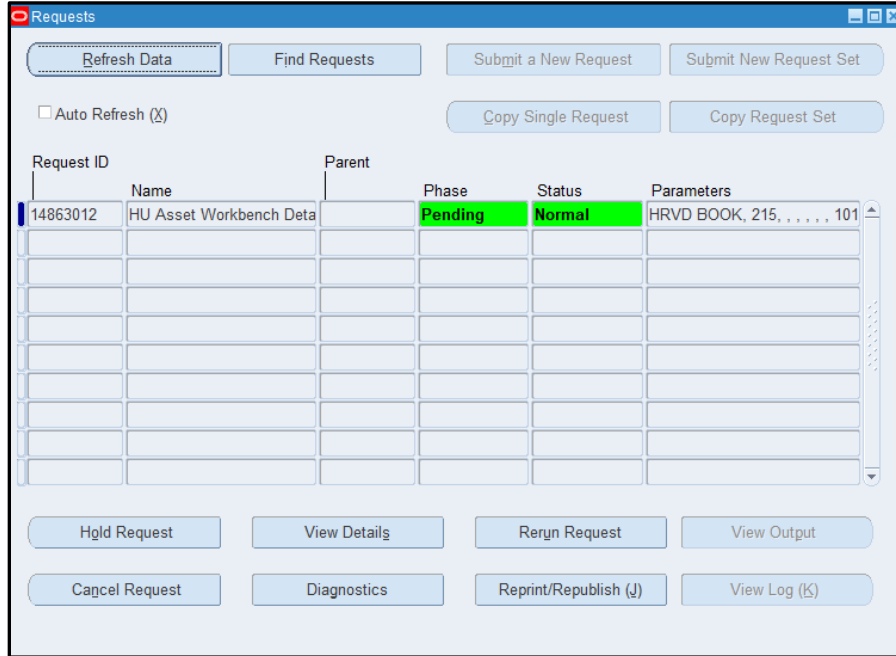 Requests
Refresh Data Find Requests Submit a New Request Submit New Request Set
Auto Refresh (X) Copy Single Request Copy Request Set
Request ID Parent
Name Phase Status Parameters
14863012 HU Asset Workbench Deta Pending Normal HRVD BOOK, 215, , , , , , 101
Hold Request View Details Rerun Request View Output
Cancel Request Diagnostics Reprint/Republish (J) View Log (K)